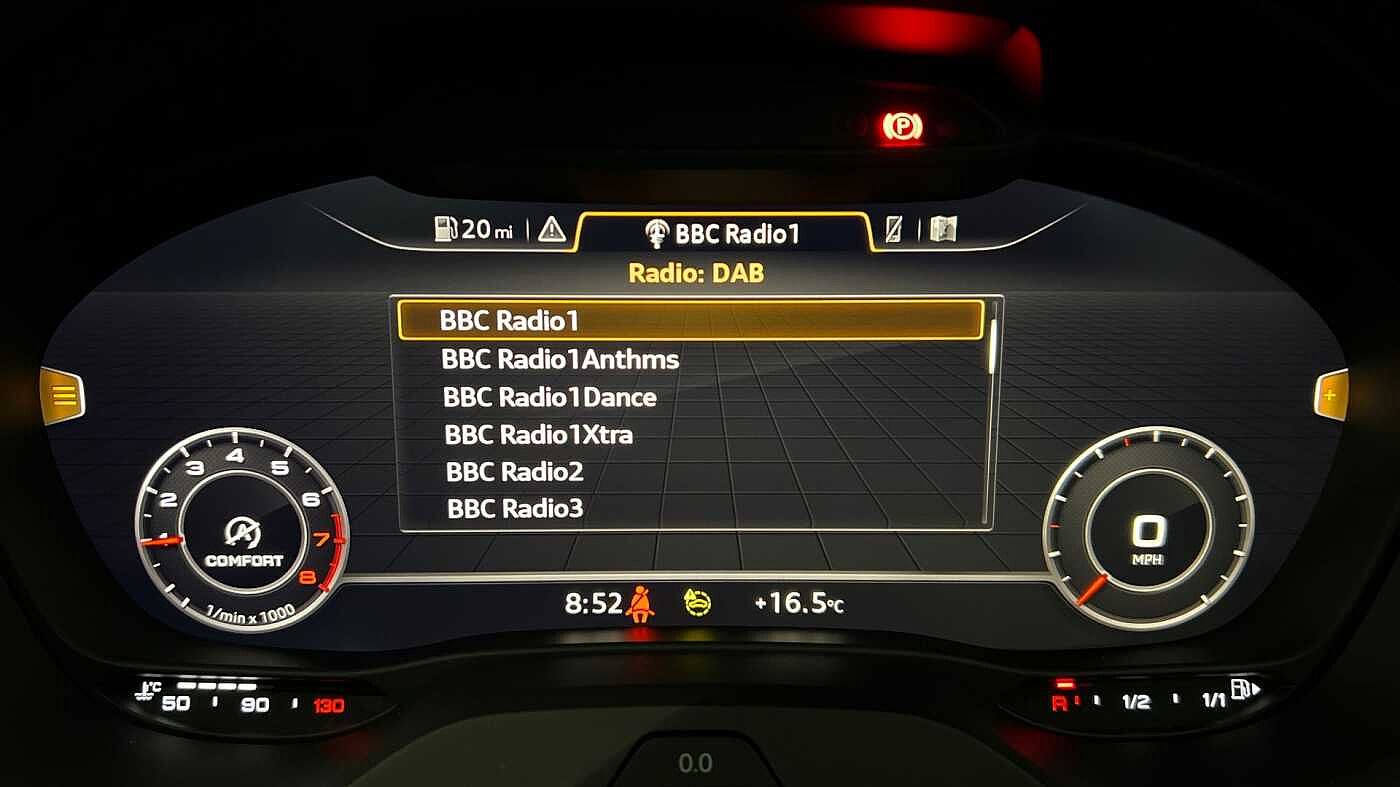 P
20 mi
BBC Radio1
Radio: DAB
BBC Radio1
BBC Radio1Anthms
BBC Radio1Dance
BBC Radio1Xtra
BBC Radio2
BBC Radio3
1 2 3 4 5 6 7 8
A
COMFORT
1/min x 1000
0
MPH
8:52
+16.5°C
°C
50 90 130
R 1/2 1/1
0.0